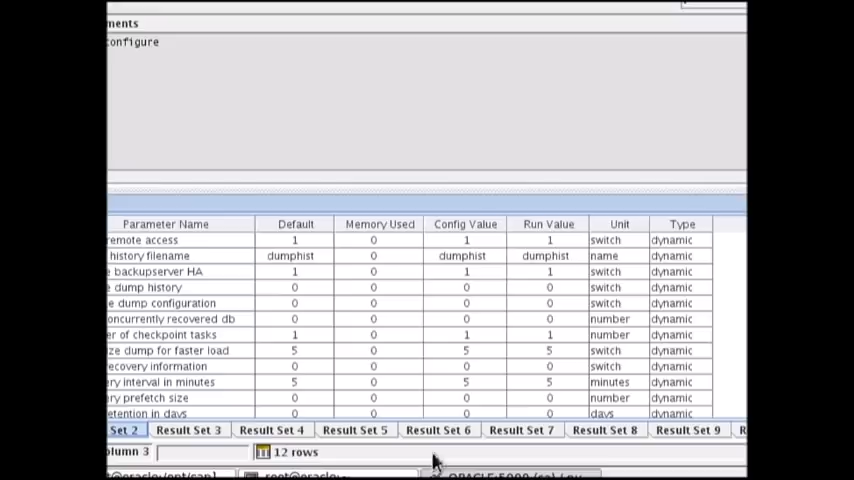 ments
configure
Parameter Name Default Memory Used Config Value Run Value Unit Type
remote access 1 0 1 1 switch dynamic
history filename dumphist 0 dumphist dumphist name dynamic
e backupserver HA 1 0 1 1 switch dynamic
e dump history 0 0 0 0 switch dynamic
e dump configuration 0 0 0 0 switch dynamic
oncurrently recovered db 0 0 0 0 number dynamic
er of checkpoint tasks 1 0 1 1 number dynamic
ze dump for faster load 5 0 5 5 switch dynamic
ecovery information 0 0 0 0 switch dynamic
ry interval in minutes 5 0 5 5 minutes dynamic
ry prefetch size 0 0 0 0 number dynamic
etention in days 0 0 0 0 days dynamic
Set 2 Result Set 3 Result Set 4 Result Set 5 Result Set 6 Result Set 7 Result Set 8 Result Set 9 R
olumn 3 12 rows